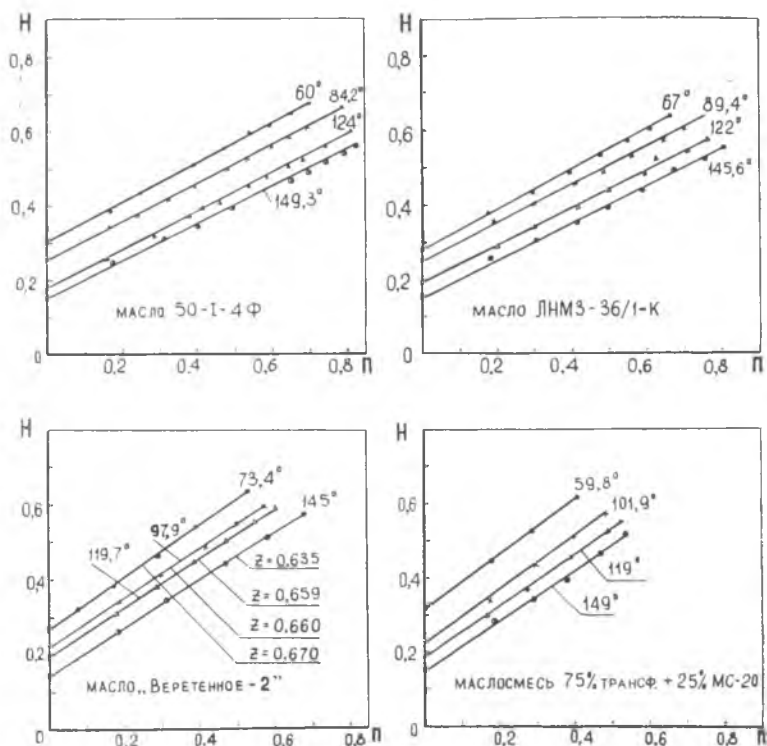 H
0,8
0,6
0,4
0,2
0
60°
84,2°
124°
149,3°
МАСЛО 50-I-4Ф
0,2 0,4 0,6 0,8 П
H
0,8
0,6
0,4
0,2
0
67°
89,4°
122°
145,6°
МАСЛО ЛНМЗ-36/1-К
0,2 0,4 0,6 0,8 П
H
0,6
0,4
0,2
0
73,4°
97,9°
119,7°
145°
Z=0,635
Z=0,659
Z=0,660
Z=0,670
МАСЛО „ВЕРЕТЕННОЕ-2"
0,2 0,4 0,6 0,8 П
H
0,6
0,4
0,2
0
59,8°
101,9°
119°
149°
МАСЛОСМЕСЬ 75% ТРАНСФ. + 25% МС-20
0,2 0,4 0,6 0,8 П